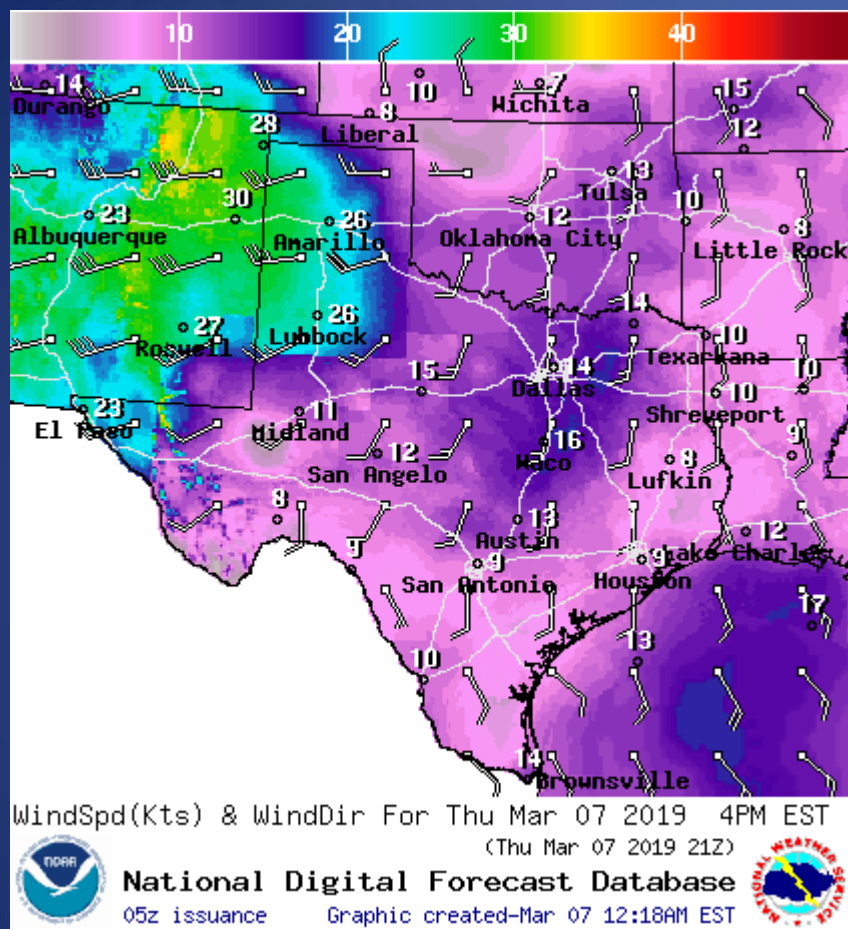 10 20 30 40
14 10 8 7 15
Durango Wichita
28 Liberal 12
13
Tulsa
23 30 26 12 10 8
Albuquerque Amarillo Oklahoma City Little Rock
27 26 14
Roswell Lubbock Texarkana 10
15 14 10 10
Dallas
23 11 Shreveport
El Paso Midland
12 16 8 9
San Angelo Waco Lufkin
8 13 12
Austin Lake Charles
9 9 9
San Antonio Houston
17
10 13
14
Brownsville
WindSpd(Kts) & WindDir For Thu Mar 07 2019 4PM EST
(Thu Mar 07 2019 21Z)
NOAA
National Digital Forecast Database
05z issuance Graphic created-Mar 07 12:18AM EST
NATIONAL WEATHER SERVICE